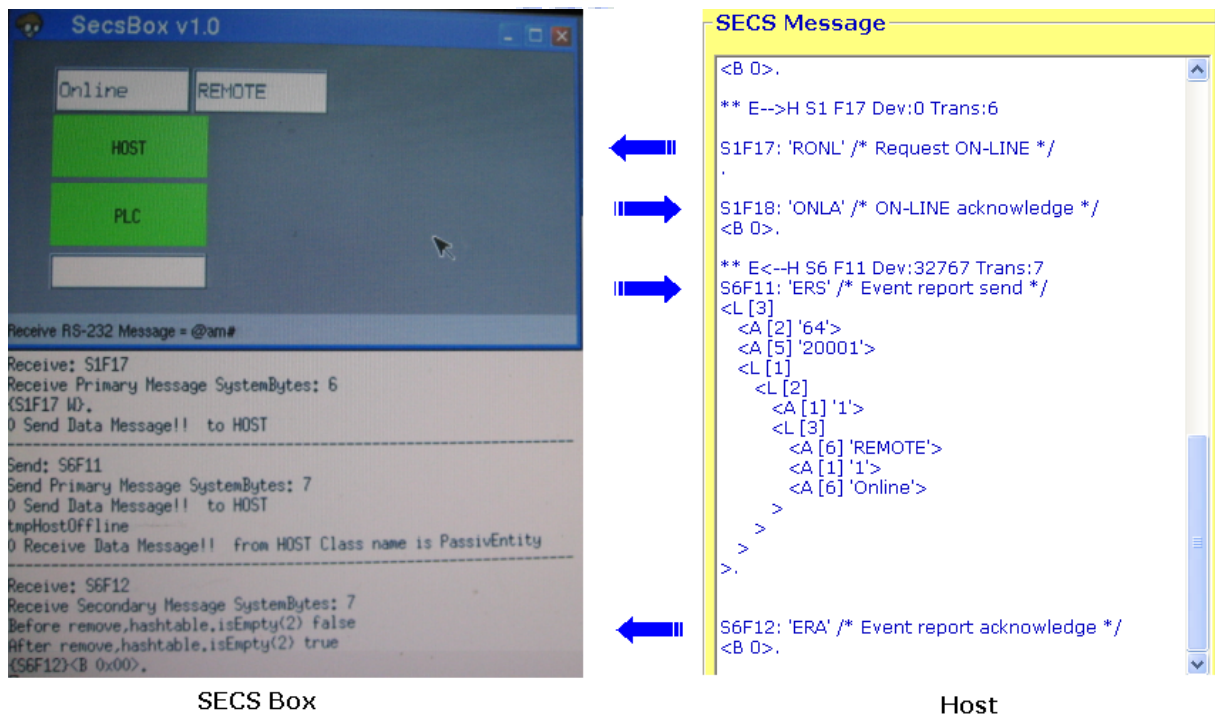 SecsBox v1.0
Online
REMOTE
HOST
PLC
Receive RS-232 Message = @am#
Receive: S1F17
Receive Primary Message SystemBytes: 6
{S1F17 W}.
0 Send Data Message!!  to HOST
Send: S6F11
Send Primary Message SystemBytes: 7
0 Send Data Message!!  to HOST
tmpHostOffline
0 Receive Data Message!!  from HOST Class name is PassivEntity
Receive: S6F12
Receive Secondary Message SystemBytes: 7
Before remove,hashtable.isEmpty(2) false
After remove,hashtable.isEmpty(2) true
{S6F12}<B 0x00>.
SECS Box
SECS Message
<B 0>.
** E-->H S1 F17 Dev:0 Trans:6
S1F17: 'RONL' /* Request ON-LINE */
.
S1F18: 'ONLA' /* ON-LINE acknowledge */
<B 0>.
** E<--H S6 F11 Dev:32767 Trans:7
S6F11: 'ERS' /* Event report send */
<L [3]
<A [2] '64'>
<A [5] '20001'>
<L [1]
<L [2]
<A [1] '1'>
<L [3]
<A [6] 'REMOTE'>
<A [1] '1'>
<A [6] 'Online'>
>
>
>
>.
S6F12: 'ERA' /* Event report acknowledge */
<B 0>.
Host